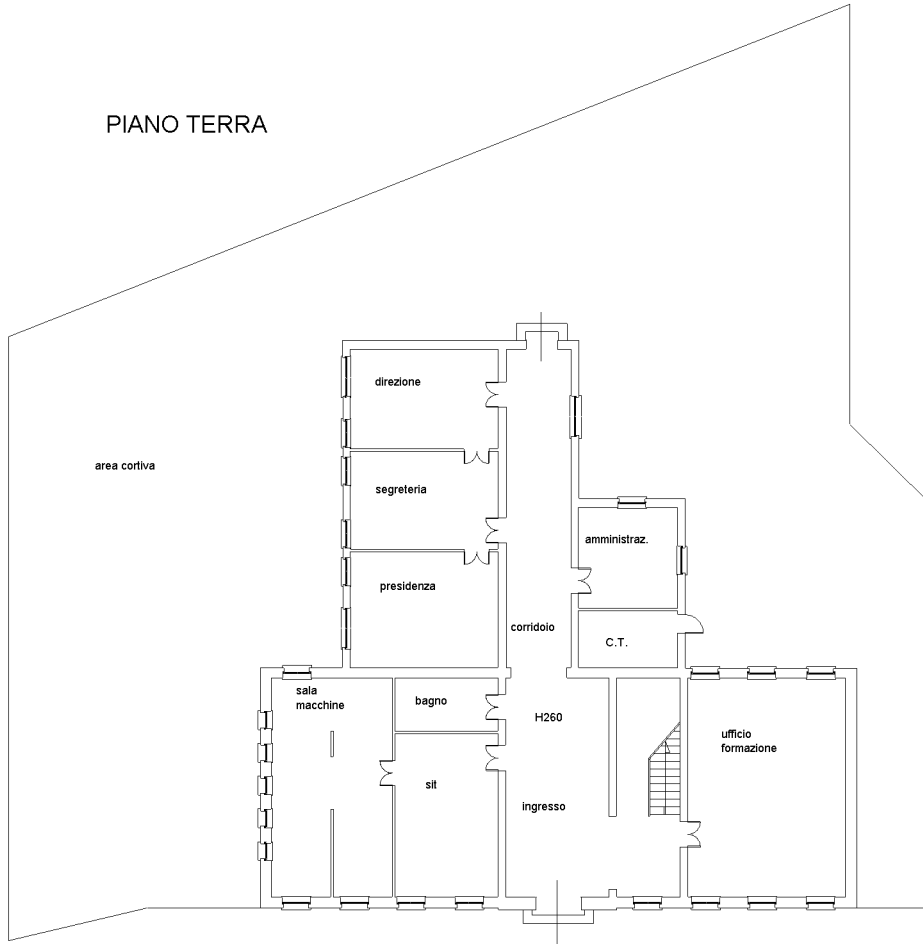 PIANO TERRA
direzione
area cortiva
segreteria
amministraz.
presidenza
corridoio
C.T.
sala
macchine
bagno
H260
ufficio
formazione
sit
ingresso